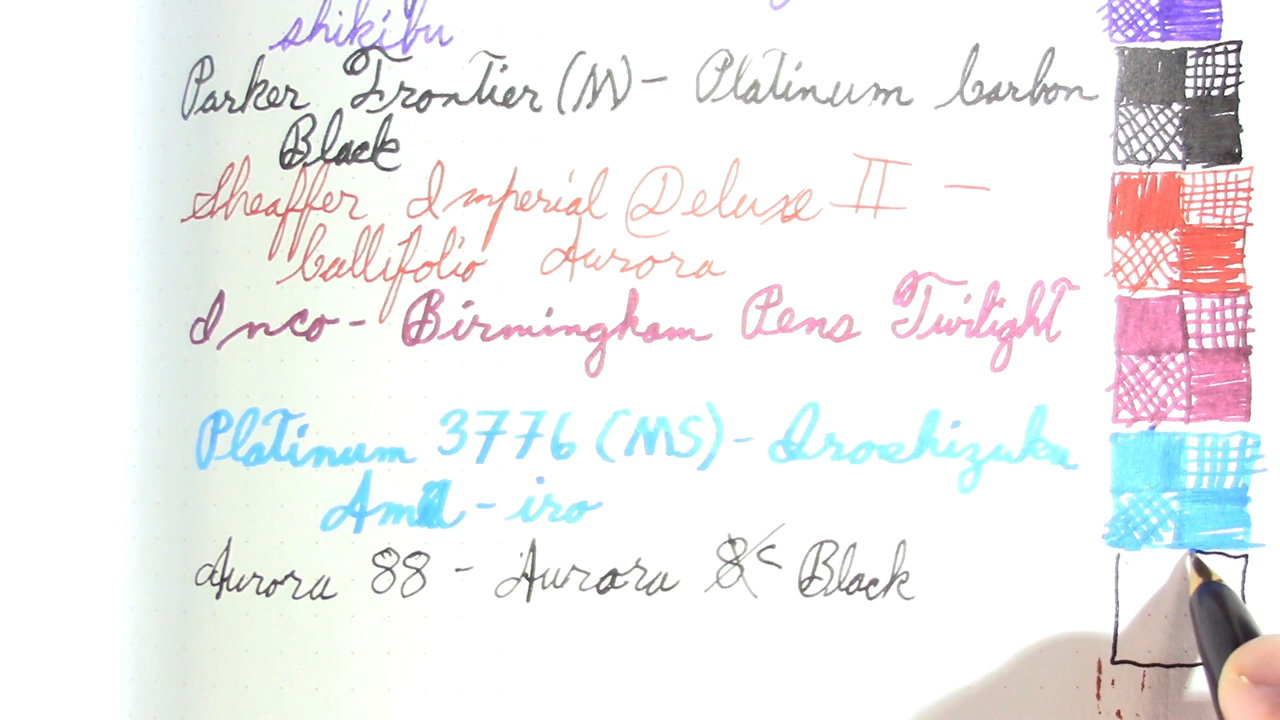 shikibu
Parker Frontier (M) - Platinum Carbon
Black
Sheaffer Imperial Deluxe II -
Callifolio Aurora
Inco - Birmingham Pens Twilight
Platinum 3776 (MS) - Iroshizuku
Ama - iro
Aurora 88 - Aurora Black